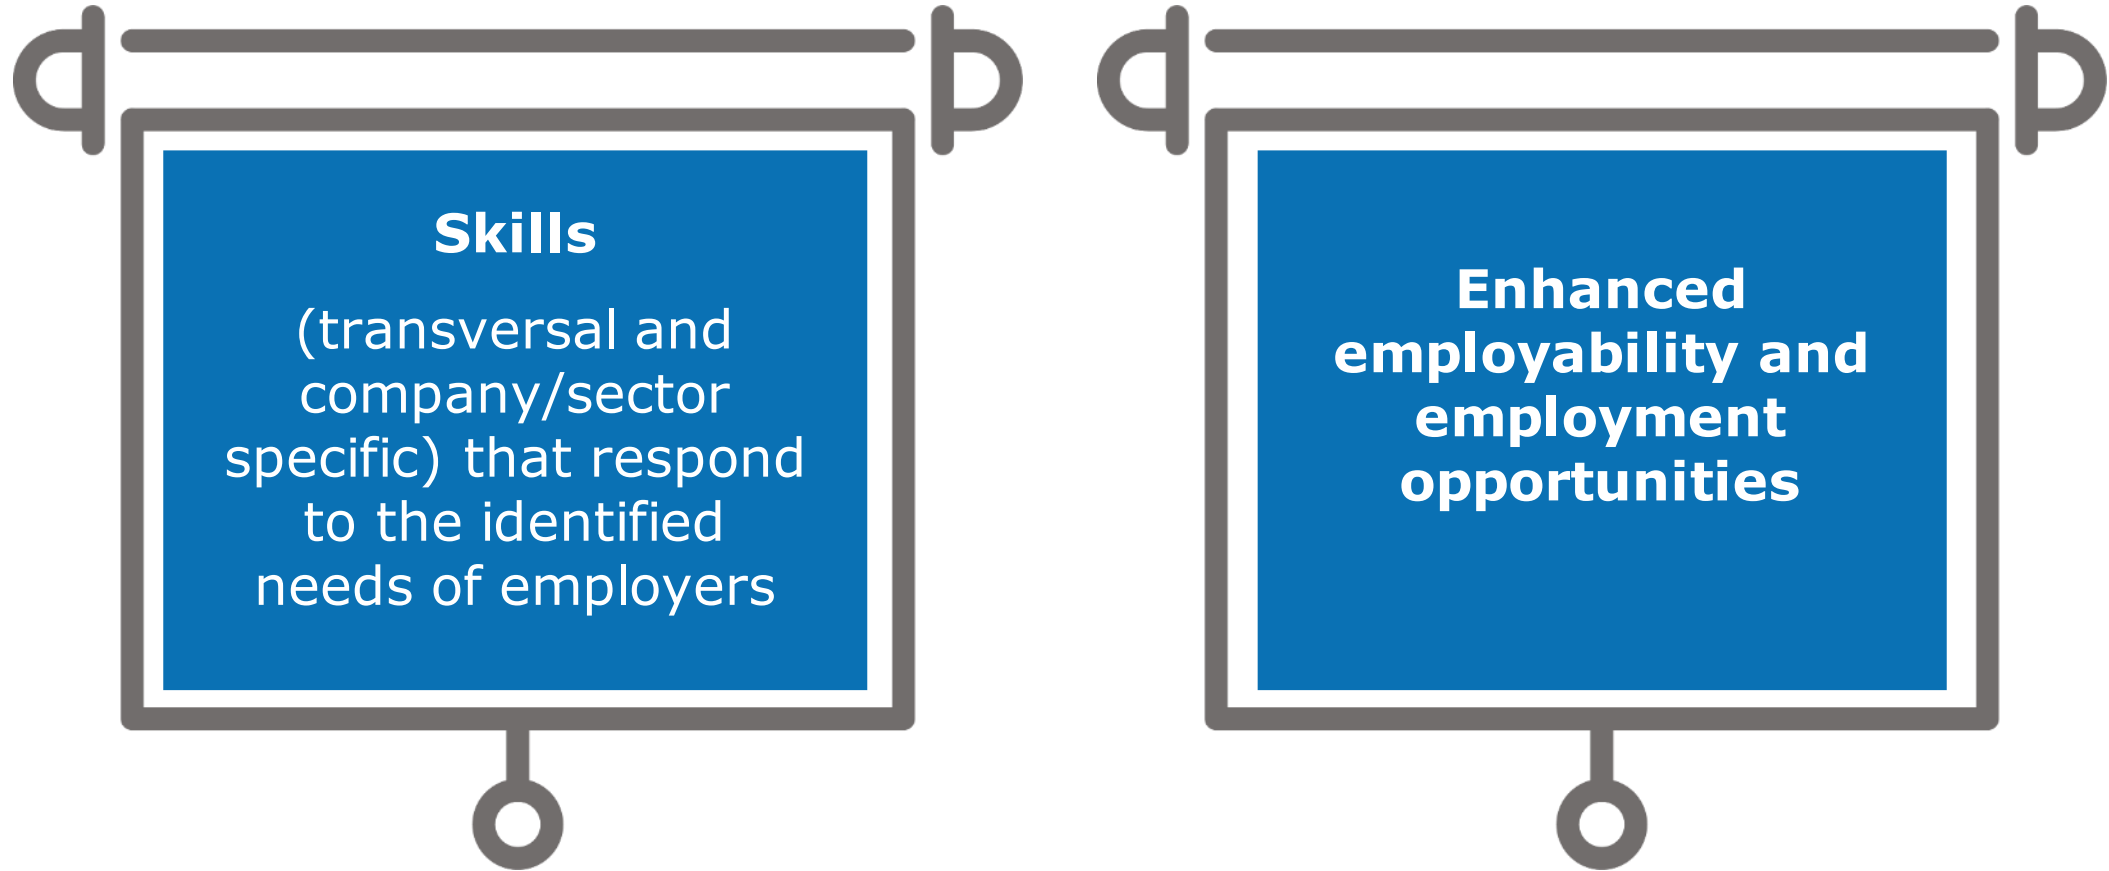 Skills
(transversal and
company/sector
specific) that respond
to the identified
needs of employers
Enhanced
employability and
employment
opportunities